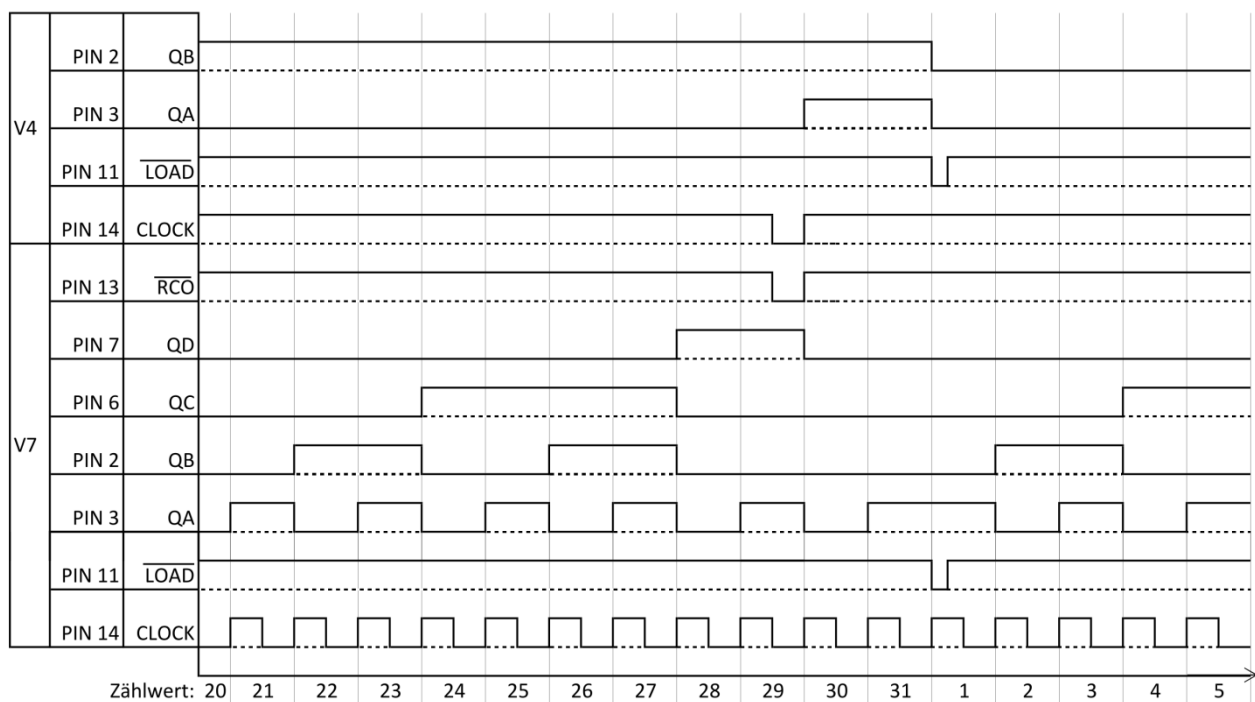 V4
PIN 2 QB
PIN 3 QA
PIN 11 LOAD
PIN 14 CLOCK
V7
PIN 13 RCO
PIN 7 QD
PIN 6 QC
PIN 2 QB
PIN 3 QA
PIN 11 LOAD
PIN 14 CLOCK
Zählwert: 20 21 22 23 24 25 26 27 28 29 30 31 1 2 3 4 5